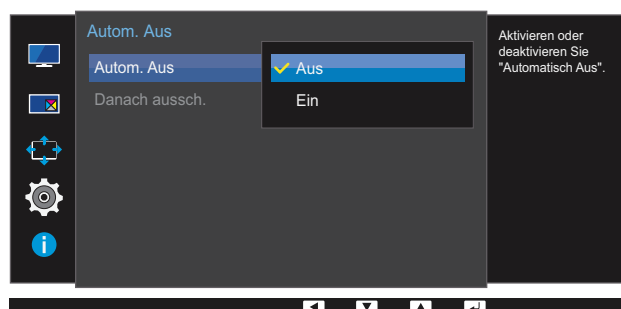 Autom. Aus
Autom. Aus
Aus
Danach aussch.
Ein
Aktivieren oder
deaktivieren Sie
"Automatisch Aus".